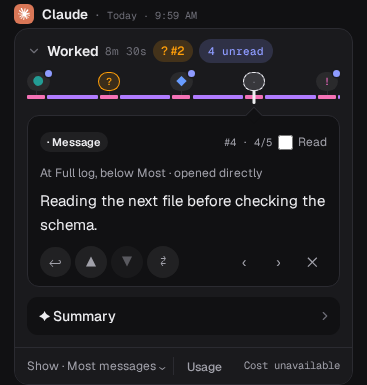 Claude · Today · 9:59 AM
Worked 8m 30s ? #2 4 unread
? !
· Message #4 · 4/5 Read
At Full log, below Most · opened directly
Reading the next file before checking the
schema.
✦ Summary
Show · Most messages Usage Cost unavailable